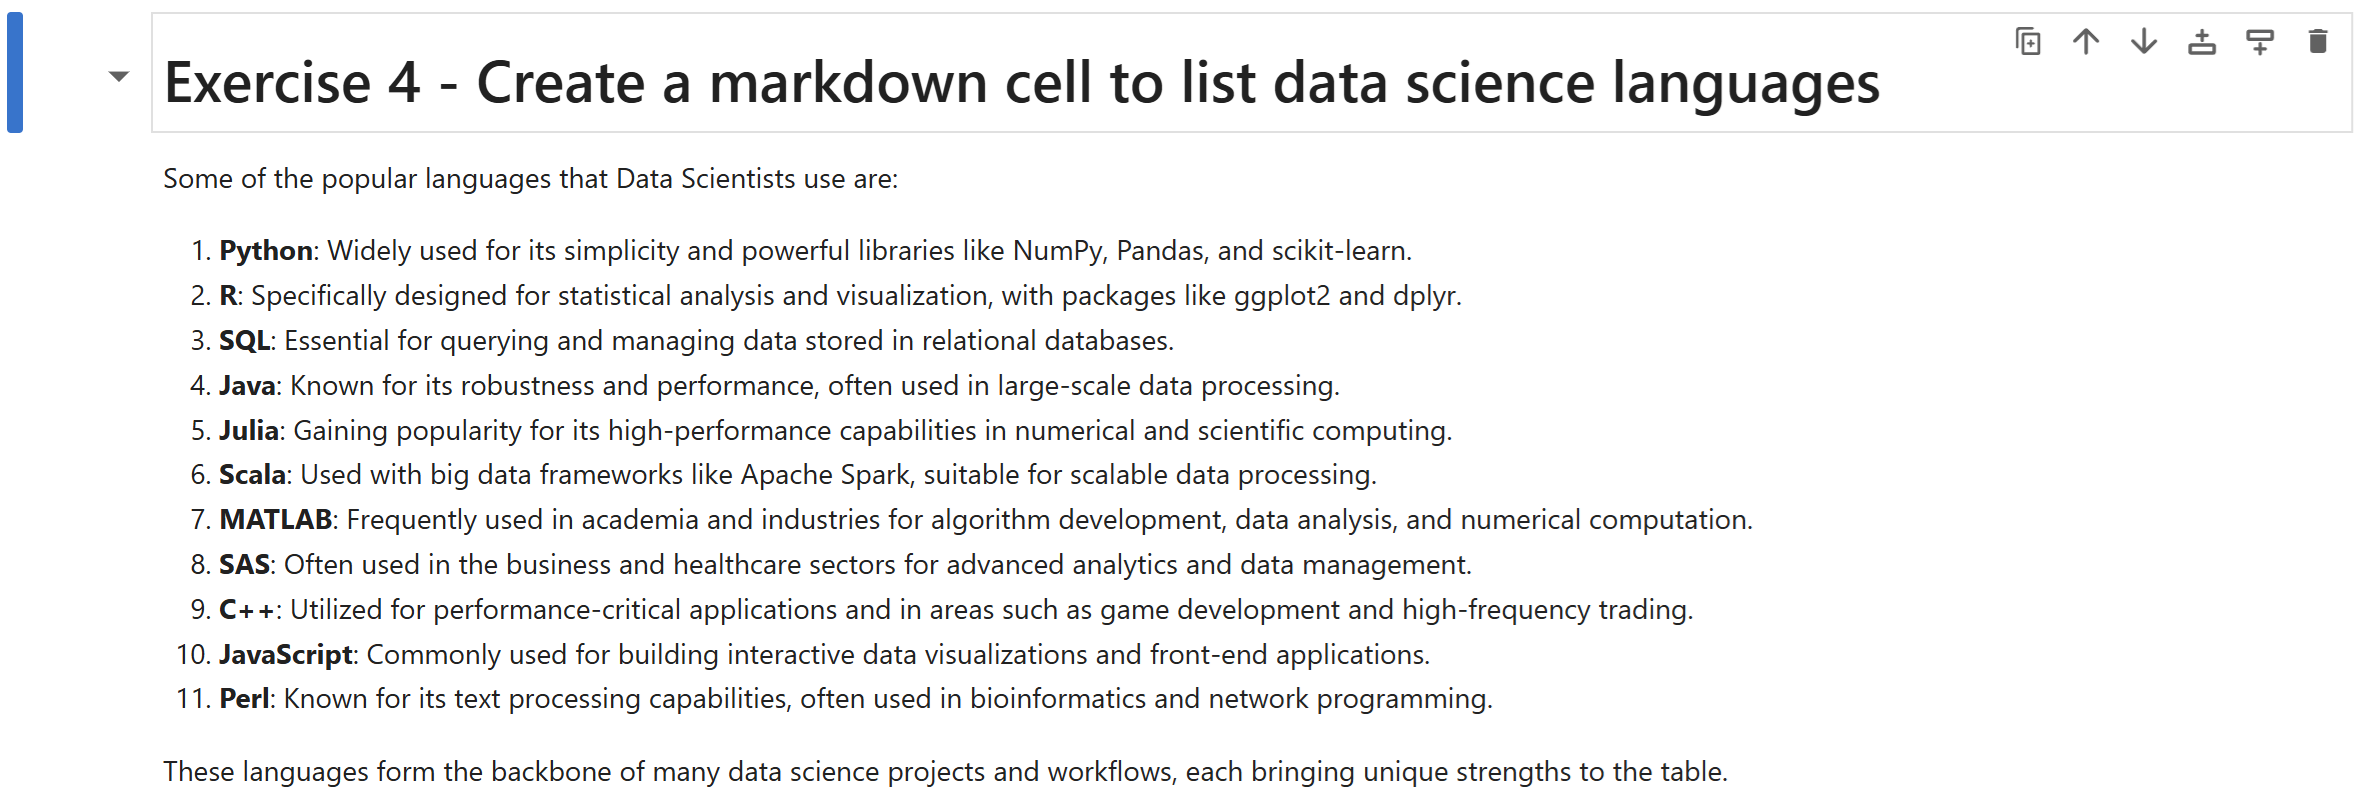 Exercise 4 - Create a markdown cell to list data science languages
Some of the popular languages that Data Scientists use are:
1. Python: Widely used for its simplicity and powerful libraries like NumPy, Pandas, and scikit-learn.
2. R: Specifically designed for statistical analysis and visualization, with packages like ggplot2 and dplyr.
3. SQL: Essential for querying and managing data stored in relational databases.
4. Java: Known for its robustness and performance, often used in large-scale data processing.
5. Julia: Gaining popularity for its high-performance capabilities in numerical and scientific computing.
6. Scala: Used with big data frameworks like Apache Spark, suitable for scalable data processing.
7. MATLAB: Frequently used in academia and industries for algorithm development, data analysis, and numerical computation.
8. SAS: Often used in the business and healthcare sectors for advanced analytics and data management.
9. C++: Utilized for performance-critical applications and in areas such as game development and high-frequency trading.
10. JavaScript: Commonly used for building interactive data visualizations and front-end applications.
11. Perl: Known for its text processing capabilities, often used in bioinformatics and network programming.
These languages form the backbone of many data science projects and workflows, each bringing unique strengths to the table.